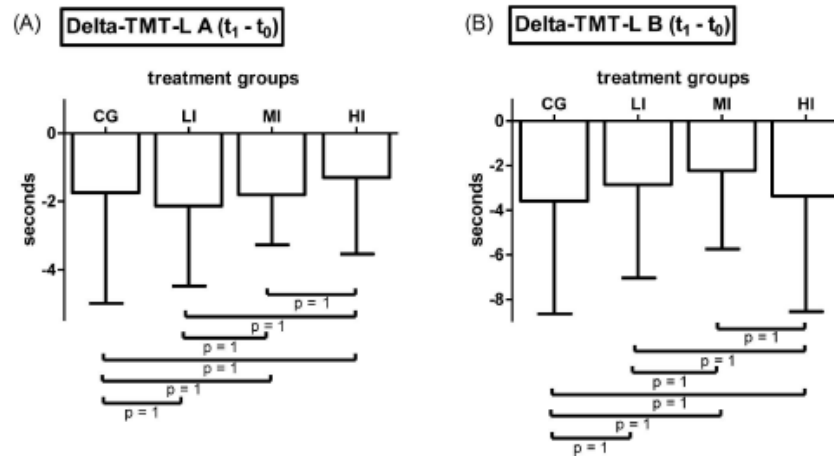 (A) Delta-TMT-L A (t₁ - t₀)
treatment groups
CG LI MI HI
0
-2
-4
seconds
p = 1
p = 1
p = 1
p = 1
p = 1
p = 1
(B) Delta-TMT-L B (t₁ - t₀)
treatment groups
CG LI MI HI
0
-2
-4
-6
-8
seconds
p = 1
p = 1
p = 1
p = 1
p = 1
p = 1